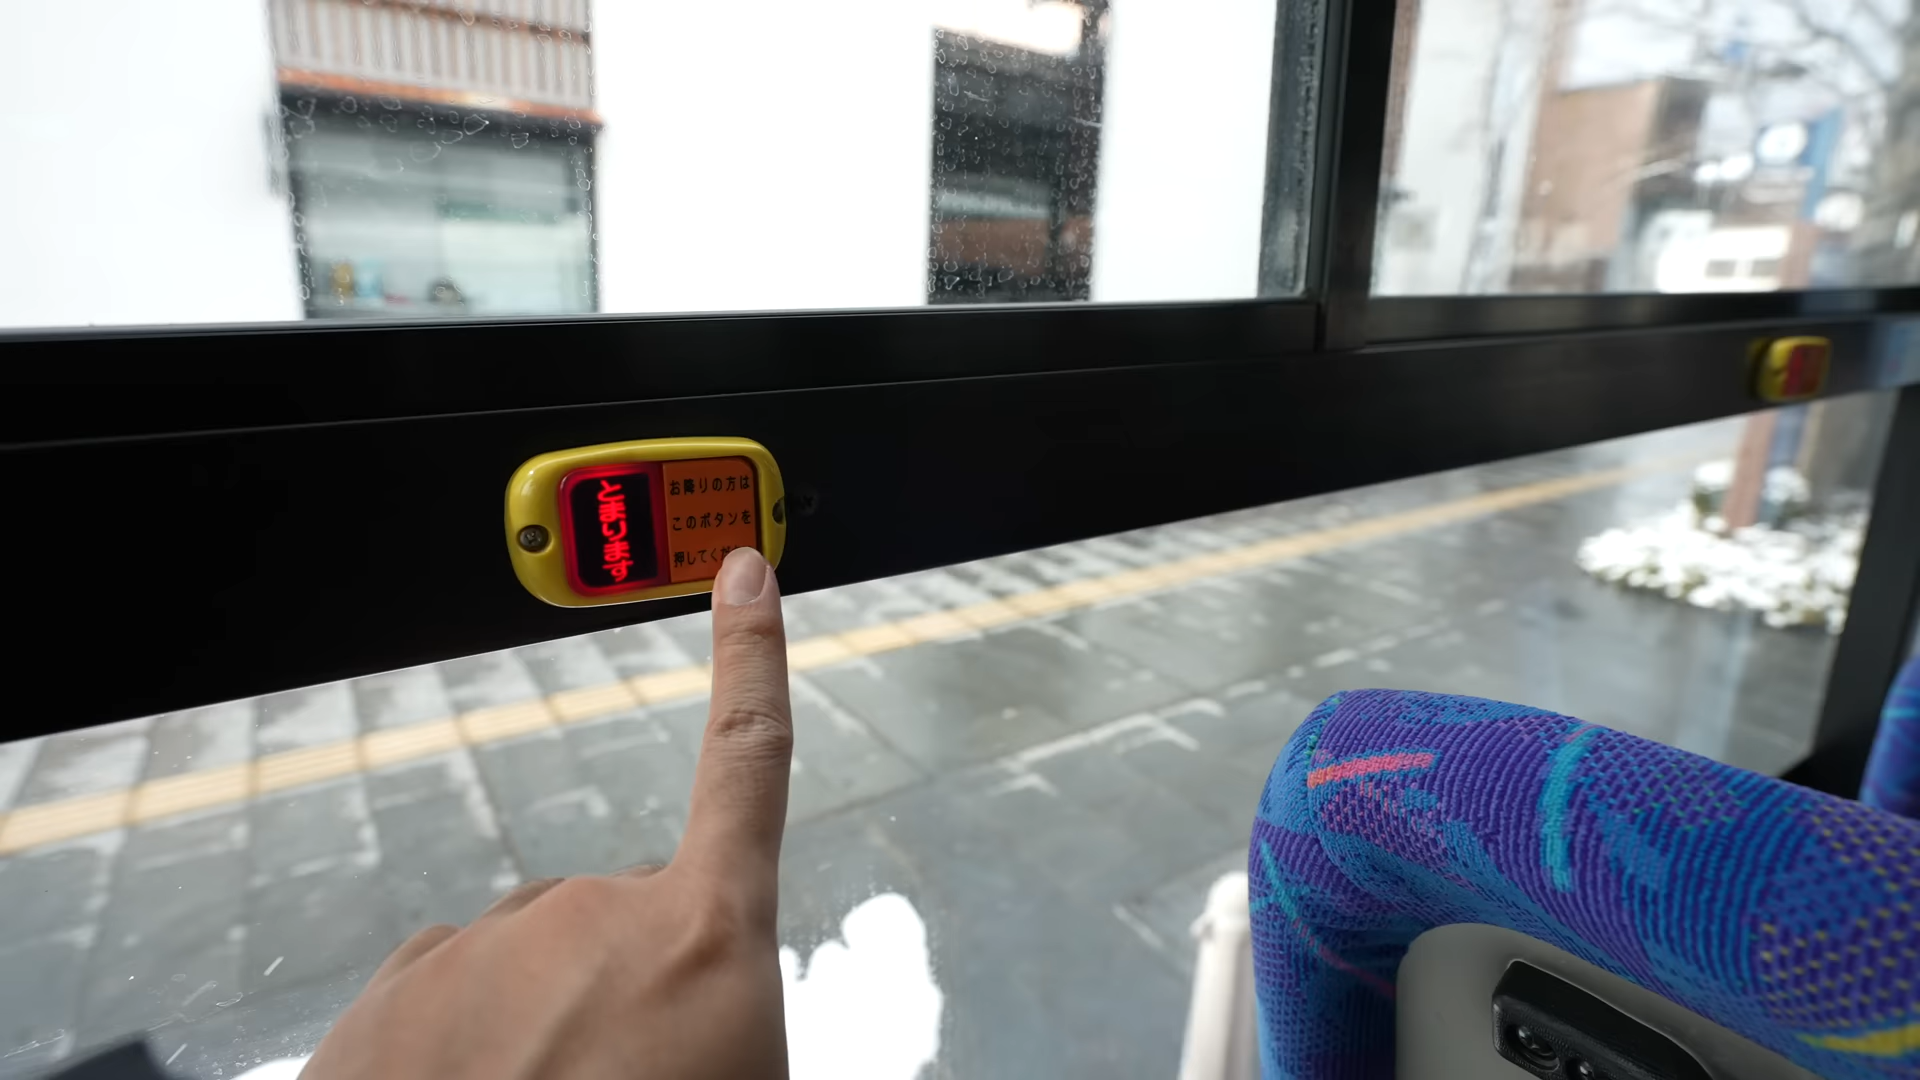 とまります
お降りの方は
このボタンを
押してく